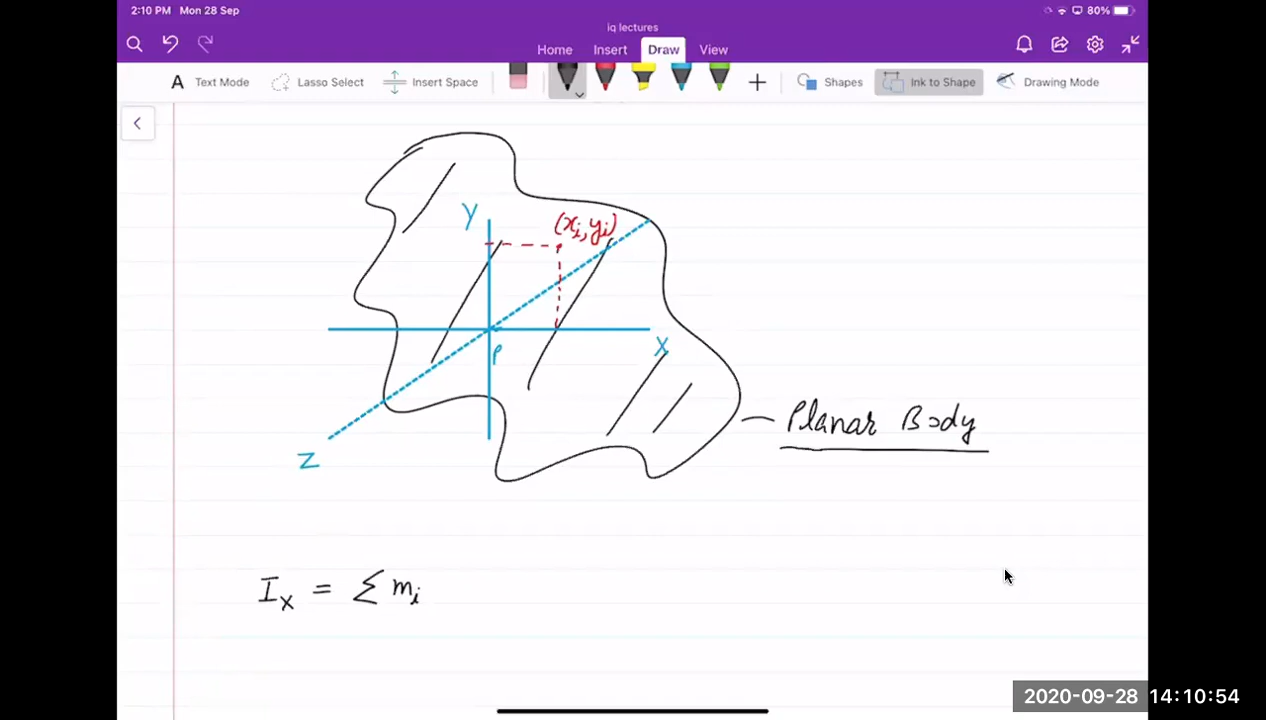 2:10 PM Mon 28 Sep
80%
iq lectures
Home Insert Draw View
A Text Mode Lasso Select Insert Space Shapes Ink to Shape Drawing Mode
Y
(xᵢ, yᵢ)
P
X
Planar Body
Z
Iₓ = Σ mᵢ
2020-09-28 14:10:54